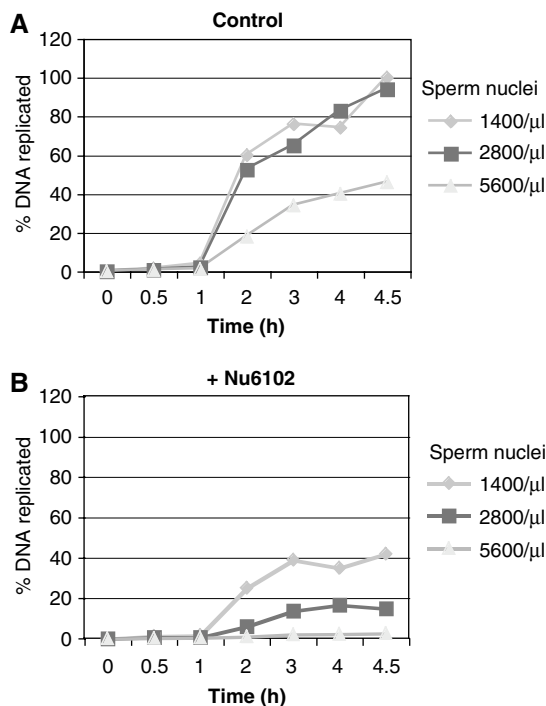 A
Control
120
100
80
60
40
20
0
% DNA replicated
0 0.5 1 2 3 4 4.5
Time (h)
Sperm nuclei
1400/µl
2800/µl
5600/µl
B
+ Nu6102
120
100
80
60
40
20
0
% DNA replicated
0 0.5 1 2 3 4 4.5
Time (h)
Sperm nuclei
1400/µl
2800/µl
5600/µl